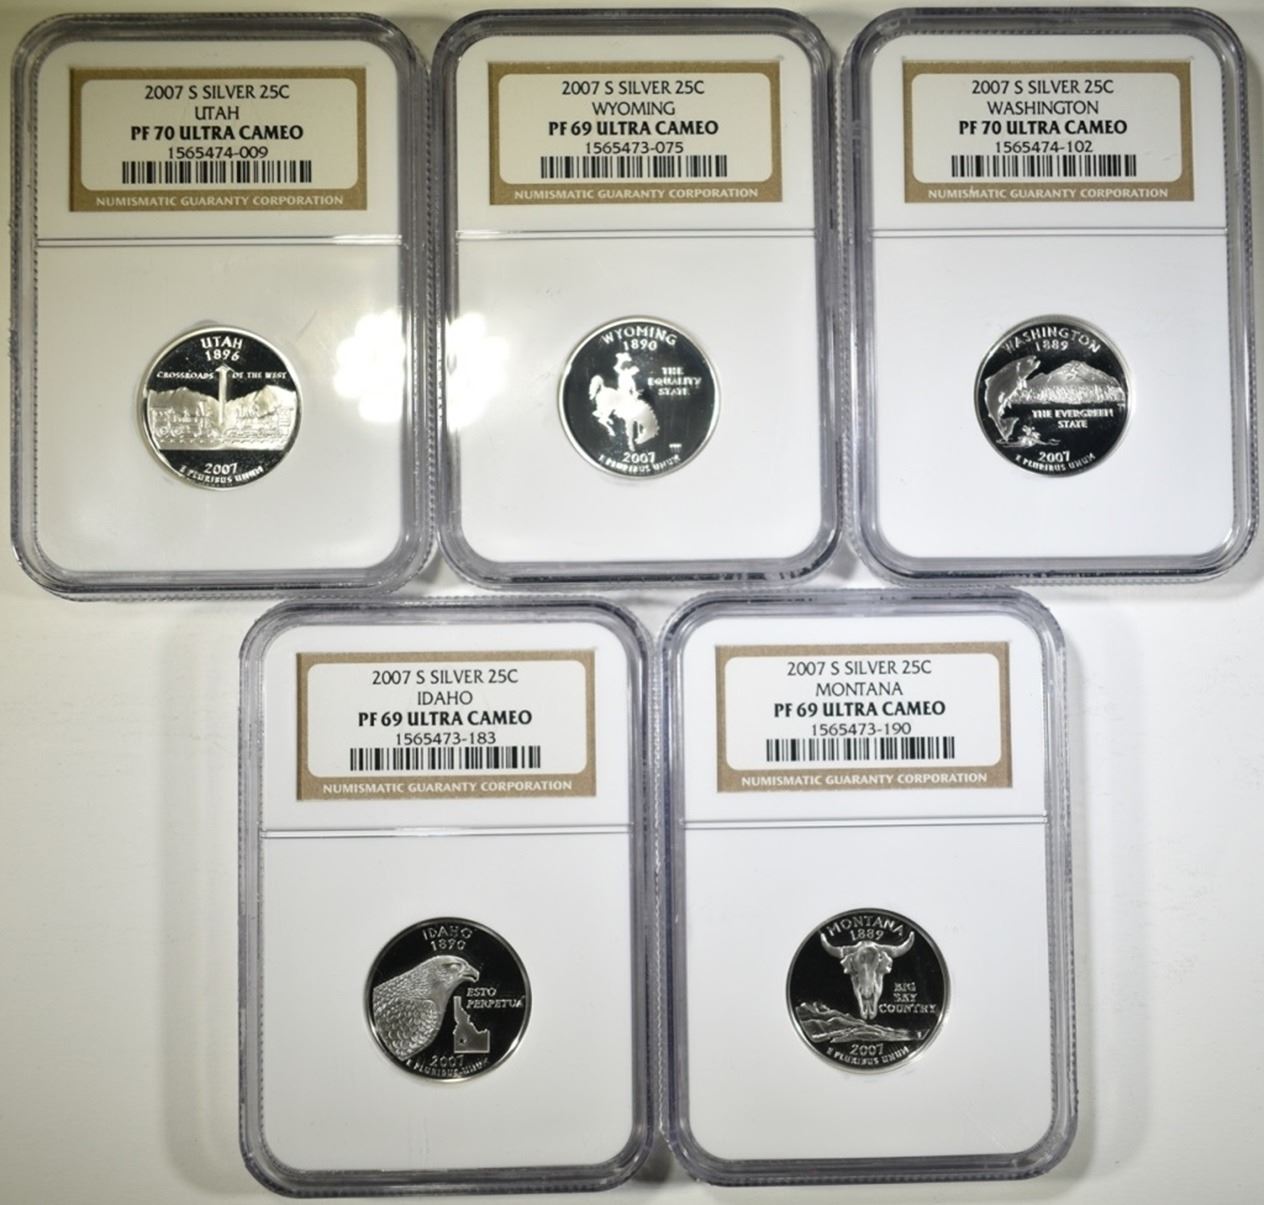 2007 S SILVER 25C
UTAH
PF 70 ULTRA CAMEO
1565474-009
NUMISMATIC GUARANTY CORPORATION
UTAH
1896
CROSSROADS OF THE WEST
2007
E PLURIBUS UNUM
2007 S SILVER 25C
WYOMING
PF 69 ULTRA CAMEO
1565473-075
NUMISMATIC GUARANTY CORPORATION
WYOMING
1890
THE
EQUALITY
STATE
2007
E PLURIBUS UNUM
2007 S SILVER 25C
WASHINGTON
PF 70 ULTRA CAMEO
1565474-102
NUMISMATIC GUARANTY CORPORATION
WASHINGTON
1889
THE EVERGREEN
STATE
2007
E PLURIBUS UNUM
2007 S SILVER 25C
IDAHO
PF 69 ULTRA CAMEO
1565473-183
NUMISMATIC GUARANTY CORPORATION
IDAHO
1890
ESTO
PERPETUA
2007
E PLURIBUS UNUM
2007 S SILVER 25C
MONTANA
PF 69 ULTRA CAMEO
1565473-190
NUMISMATIC GUARANTY CORPORATION
MONTANA
1889
BIG
SKY
COUNTRY
2007
E PLURIBUS UNUM